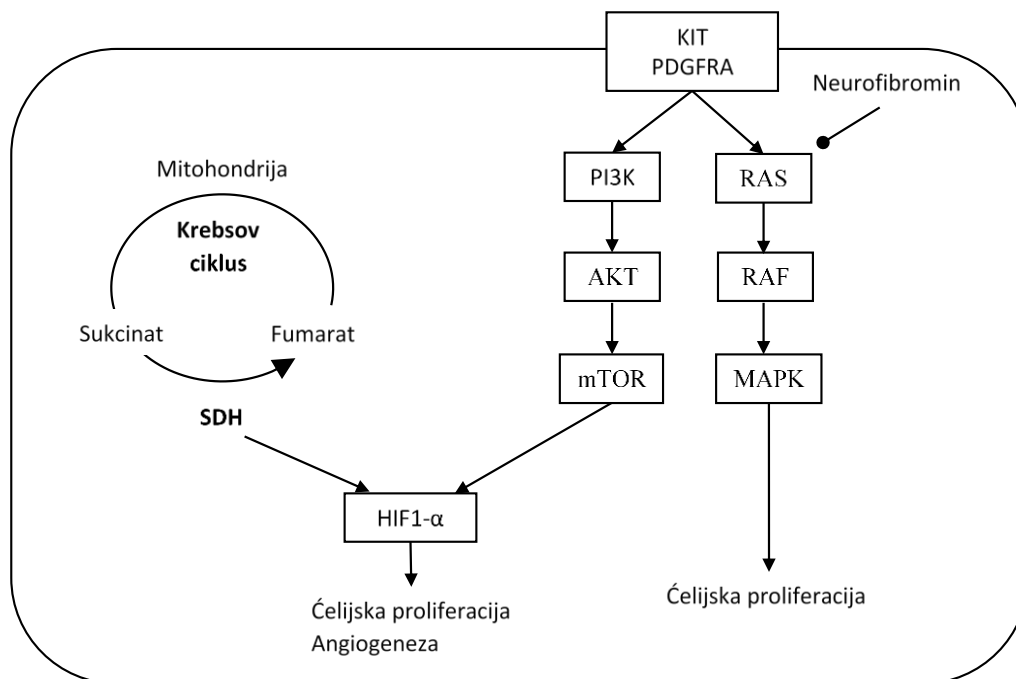 KIT
PDGFRA
Neurofibromin
Mitohondrija
PI3K
RAS
Krebsov
ciklus
AKT
RAF
Sukcinat
Fumarat
mTOR
MAPK
SDH
HIF1-α
Ćelijska proliferacija
Angiogeneza
Ćelijska proliferacija